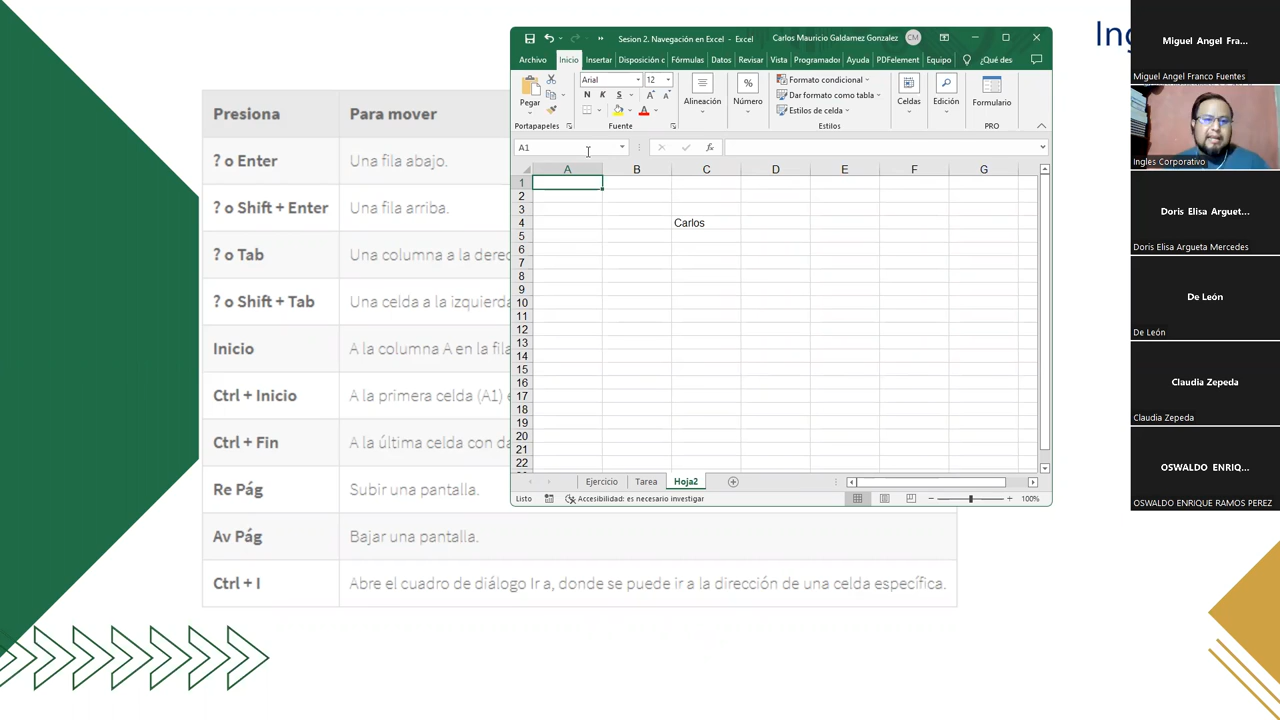 Ing
Presiona
Para mover
? o Enter
Una fila abajo.
? o Shift + Enter
Una fila arriba.
? o Tab
Una columna a la derec
? o Shift + Tab
Una celda a la izquierda
Inicio
A la columna A en la fila
Ctrl + Inicio
A la primera celda (A1) e
Ctrl + Fin
A la última celda con da
Re Pág
Subir una pantalla.
Av Pág
Bajar una pantalla.
Ctrl + I
Abre el cuadro de diálogo Ir a, donde se puede ir a la dirección de una celda específica.
Sesion 2. Navegación en Excel - Excel
Carlos Mauricio Galdamez Gonzalez
CM
Archivo Inicio Insertar Disposición c Fórmulas Datos Revisar Vista Programador Ayuda PDFelement Equipo ¿Qué des
Pegar
Portapapeles
Arial 12
N K S
A A
A
Fuente
Alineación
%
Número
Formato condicional
Dar formato como tabla
Estilos de celda
Estilos
Celdas
Edición
Formulario
PRO
A1
fx
A B C D E F G
1
2
3
4 Carlos
5
6
7
8
9
10
11
12
13
14
15
16
17
18
19
20
21
22
Ejercicio Tarea Hoja2
Listo
Accesibilidad: es necesario investigar
100%
Miguel Angel Fra...
Miguel Angel Franco Fuentes
Ingles Corporativo
Doris Elisa Arguet...
Doris Elisa Argueta Mercedes
De León
De León
Claudia Zepeda
Claudia Zepeda
OSWALDO ENRIQ...
OSWALDO ENRIQUE RAMOS PEREZ